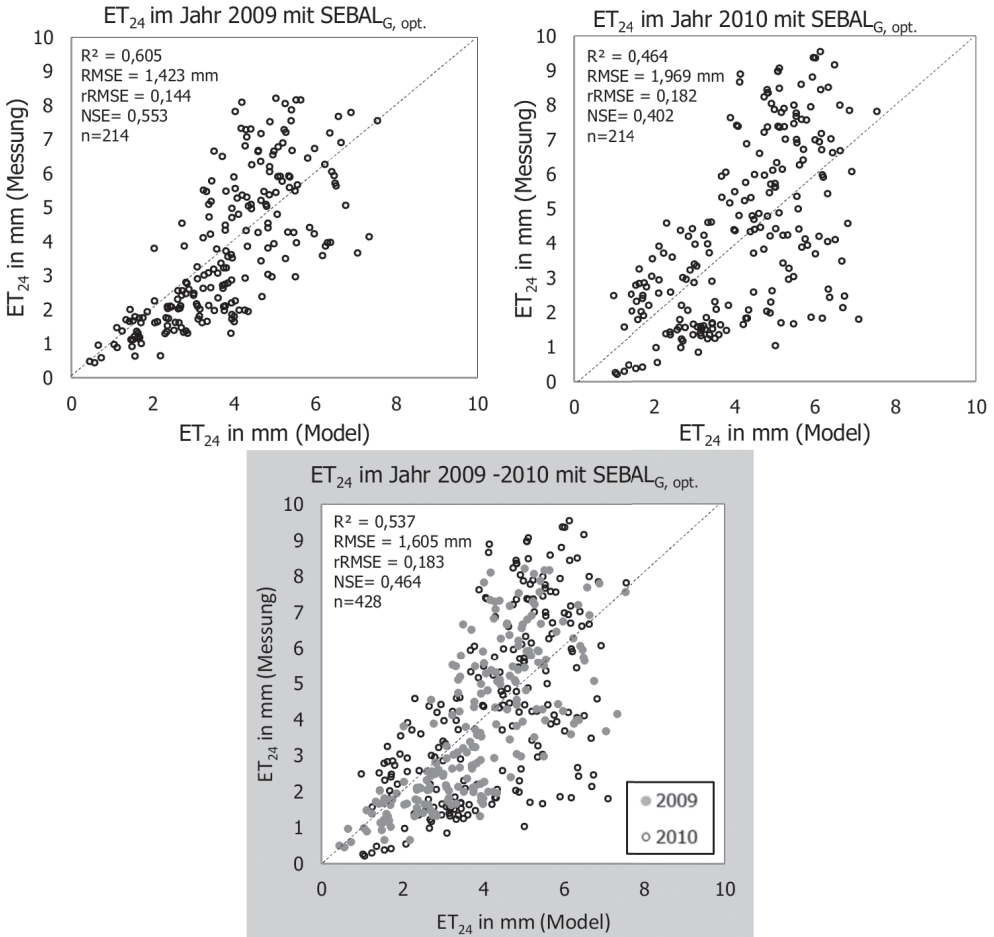 ET24 im Jahr 2009 mit SEBALG, opt.
R² = 0,605
RMSE = 1,423 mm
rRMSE = 0,144
NSE= 0,553
n=214
ET24 in mm (Messung)
10
9
8
7
6
5
4
3
2
1
0
0 2 4 6 8 10
ET24 in mm (Model)
ET24 im Jahr 2010 mit SEBALG, opt.
R² = 0,464
RMSE = 1,969 mm
rRMSE = 0,182
NSE= 0,402
n=214
ET24 in mm (Messung)
10
9
8
7
6
5
4
3
2
1
0
0 2 4 6 8 10
ET24 in mm (Model)
ET24 im Jahr 2009 -2010 mit SEBALG, opt.
R² = 0,537
RMSE = 1,605 mm
rRMSE = 0,183
NSE= 0,464
n=428
ET24 in mm (Messung)
10
9
8
7
6
5
4
3
2
1
0
2009
2010
0 2 4 6 8 10
ET24 in mm (Model)